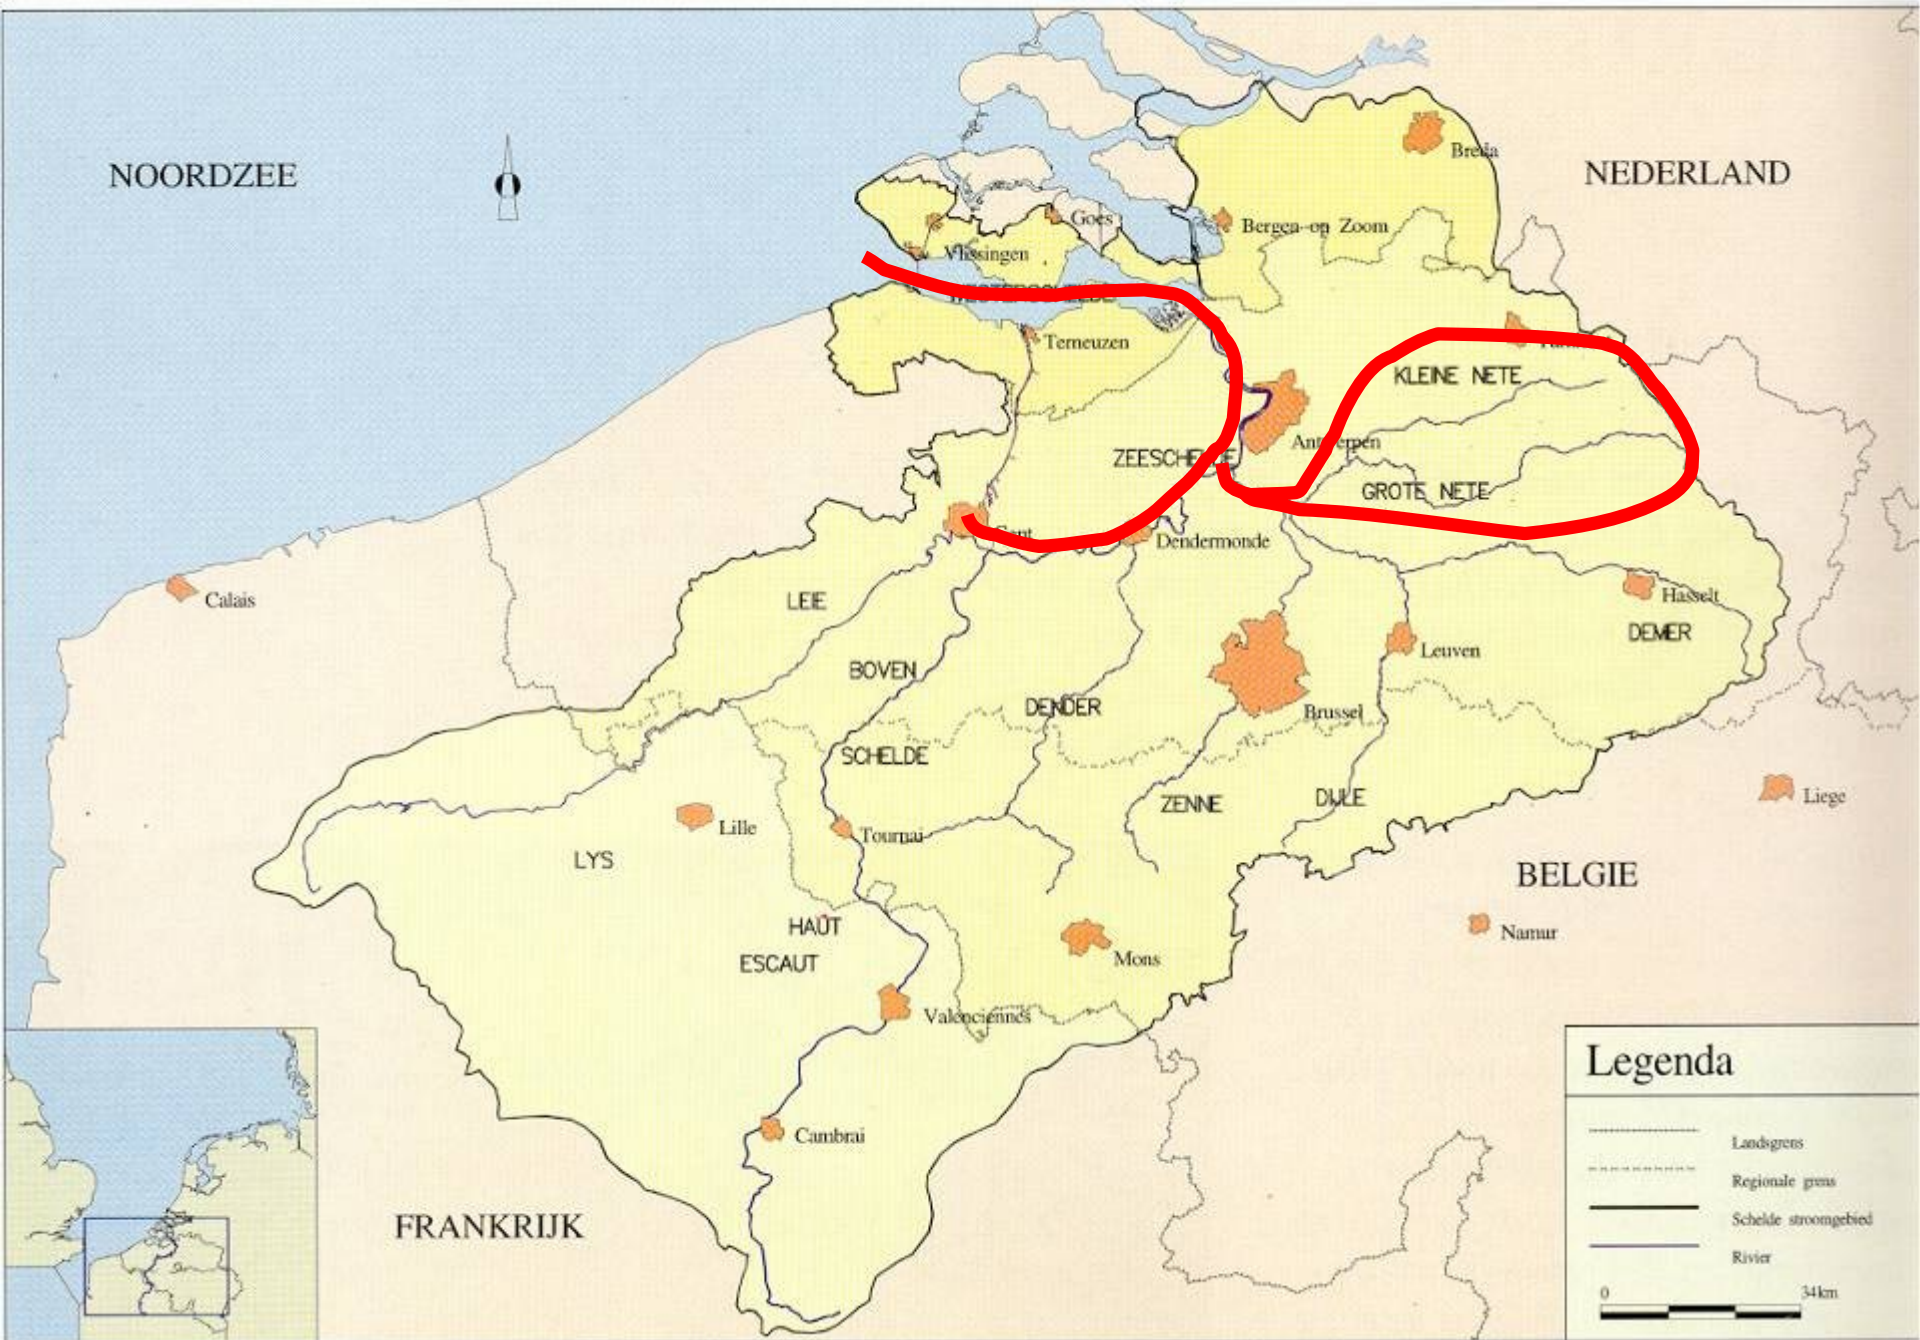 NOORDZEE
NEDERLAND
Breda
Goes
Bergen-op Zoom
Vlissingen
WESTERSCHELDE
Terneuzen
KLEINE NETE
Antwerpen
ZEESCHELDE
GROTE NETE
Gent
Dendermonde
Calais
LEIE
Hasselt
DEMER
Leuven
BOVEN
DENDER
Brussel
SCHELDE
ZENNE
DIJLE
Liege
Lille
Tournai
LYS
BELGIE
HAUT
Namur
ESCAUT
Mons
Valenciennes
Legenda
Cambrai
Landsgrens
Regionale grens
FRANKRIJK
Schelde stroomgebied
Rivier
0 34km